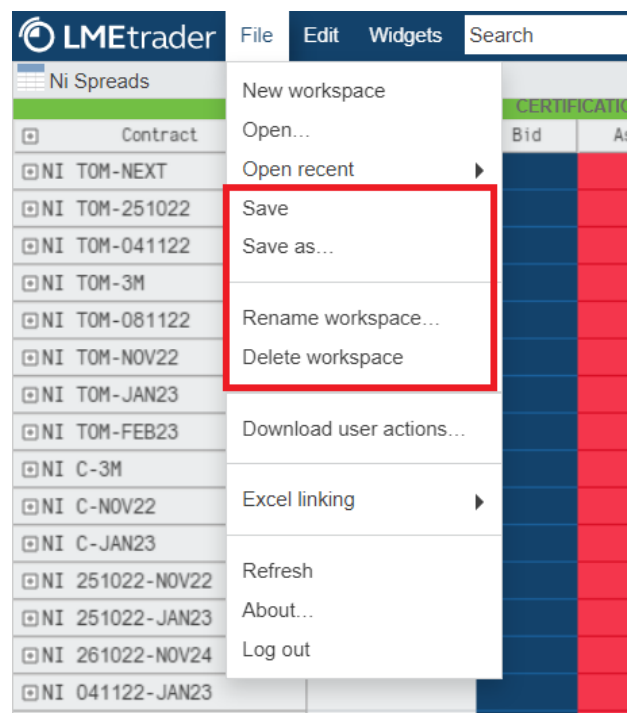 LMEtrader File Edit Widgets Search
Ni Spreads
New workspace
Open...
Open recent
Save
Save as...
Rename workspace...
Delete workspace
Download user actions...
Excel linking
Refresh
About...
Log out
Contract Bid
NI TOM-NEXT
NI TOM-251022
NI TOM-041122
NI TOM-3M
NI TOM-081122
NI TOM-NOV22
NI TOM-JAN23
NI TOM-FEB23
NI C-3M
NI C-NOV22
NI C-JAN23
NI 251022-NOV22
NI 251022-JAN23
NI 261022-NOV24
NI 041122-JAN23